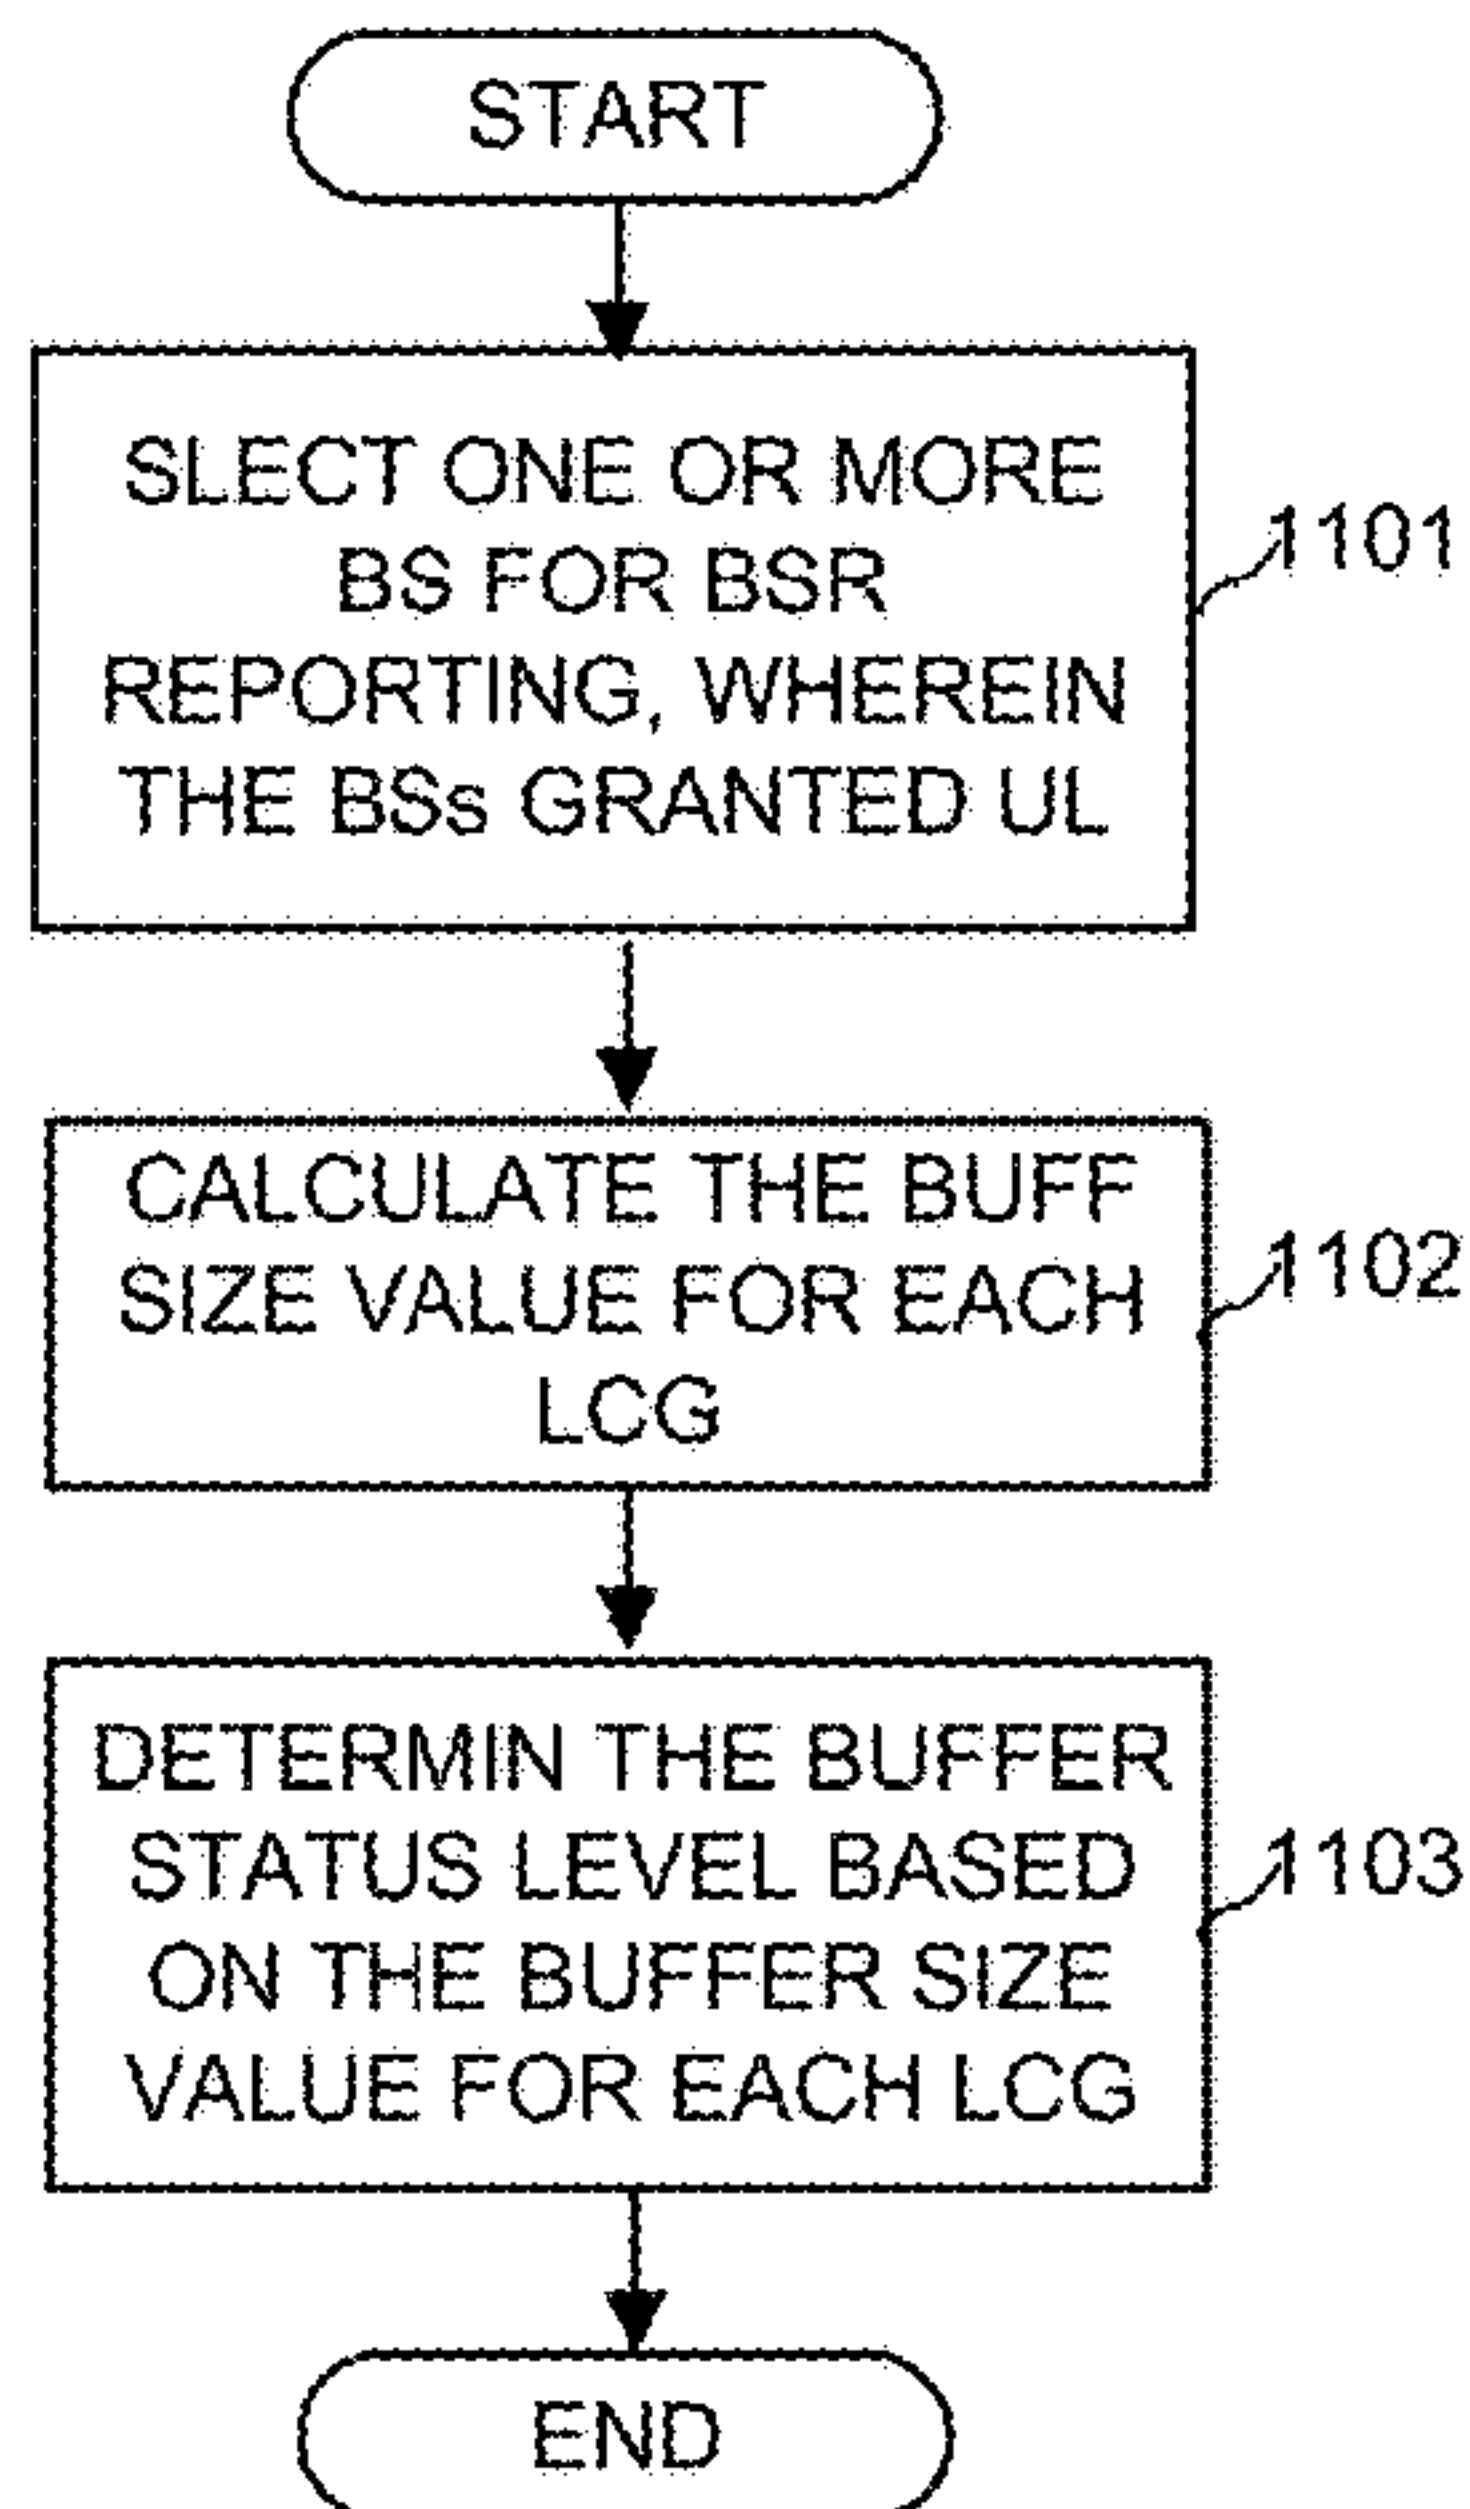 START
SLECT ONE OR MORE
BS FOR BSR
REPORTING, WHEREIN
THE BSs GRANTED UL
1101
CALCULATE THE BUFF
SIZE VALUE FOR EACH
LCG
1102
DETERMIN THE BUFFER
STATUS LEVEL BASED
ON THE BUFFER SIZE
VALUE FOR EACH LCG
1103
END